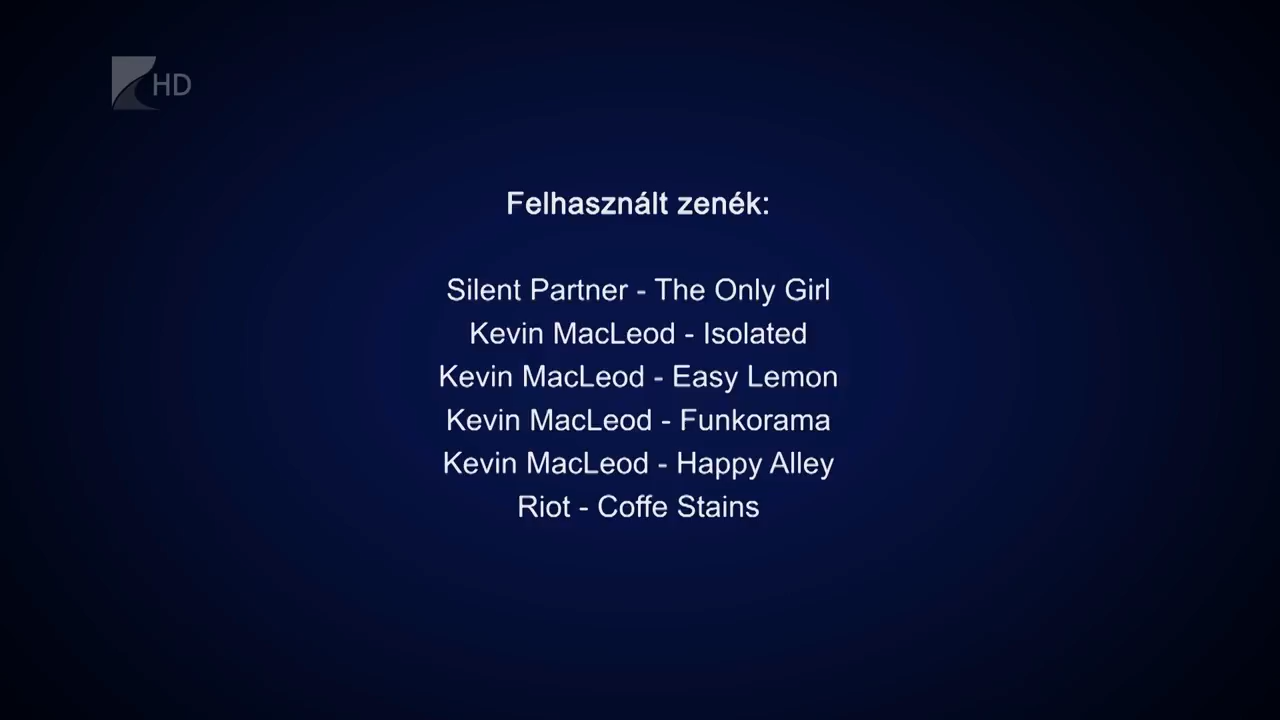 HD
Felhasznált zenék:
Silent Partner - The Only Girl
Kevin MacLeod - Isolated
Kevin MacLeod - Easy Lemon
Kevin MacLeod - Funkorama
Kevin MacLeod - Happy Alley
Riot - Coffe Stains